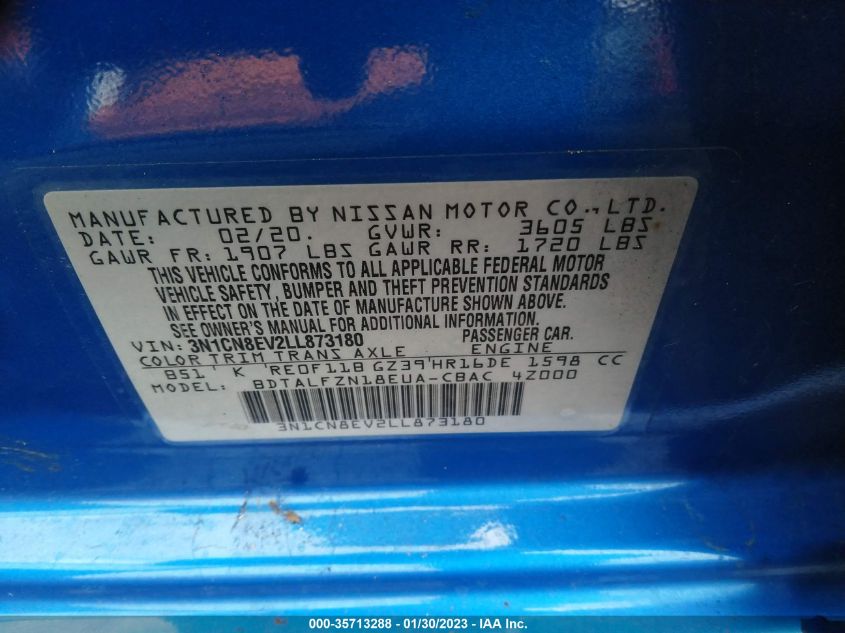 MANUFACTURED BY NISSAN MOTOR CO., LTD.
DATE: 02/20. GVWR: 3605 LBS
GAWR FR: 1907 LBS GAWR RR: 1720 LBS
THIS VEHICLE CONFORMS TO ALL APPLICABLE FEDERAL MOTOR
VEHICLE SAFETY, BUMPER AND THEFT PREVENTION STANDARDS
IN EFFECT ON THE DATE OF MANUFACTURE SHOWN ABOVE.
SEE OWNER'S MANUAL FOR ADDITIONAL INFORMATION.
VIN: 3N1CN8EV2LL873180 PASSENGER CAR.
COLOR TRIM TRANS AXLE ENGINE
B51 K RE0F11B GZ39 HR16DE 1598 CC
MODEL: BDTALFZN18EUA-CBAC 4Z000
3N1CN8EV2LL873180
000-35713288 - 01/30/2023 - IAA Inc.